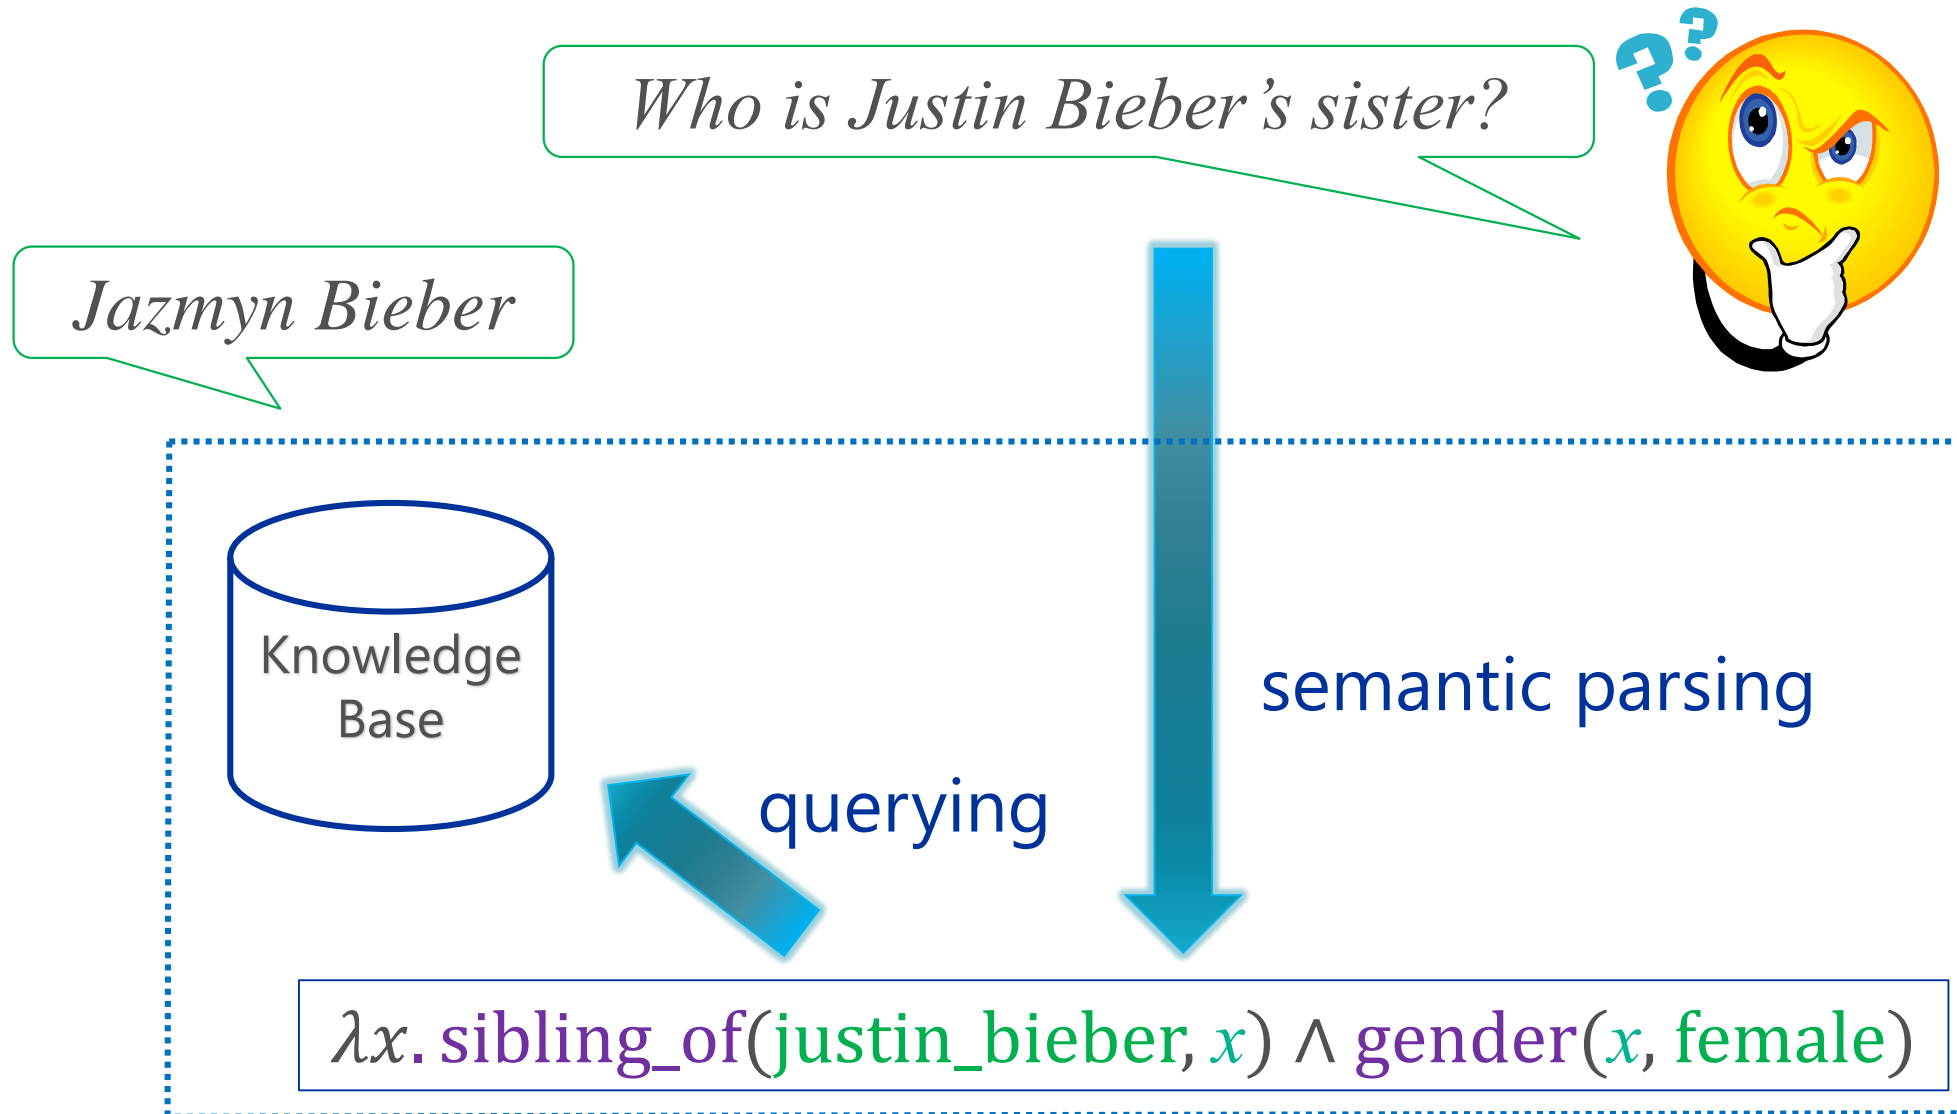 Who is Justin Bieber’s sister?
Jazmyn Bieber
Knowledge
Base
semantic parsing
querying
λx. sibling_of(justin_bieber, x) ∧ gender(x, female)
? ?